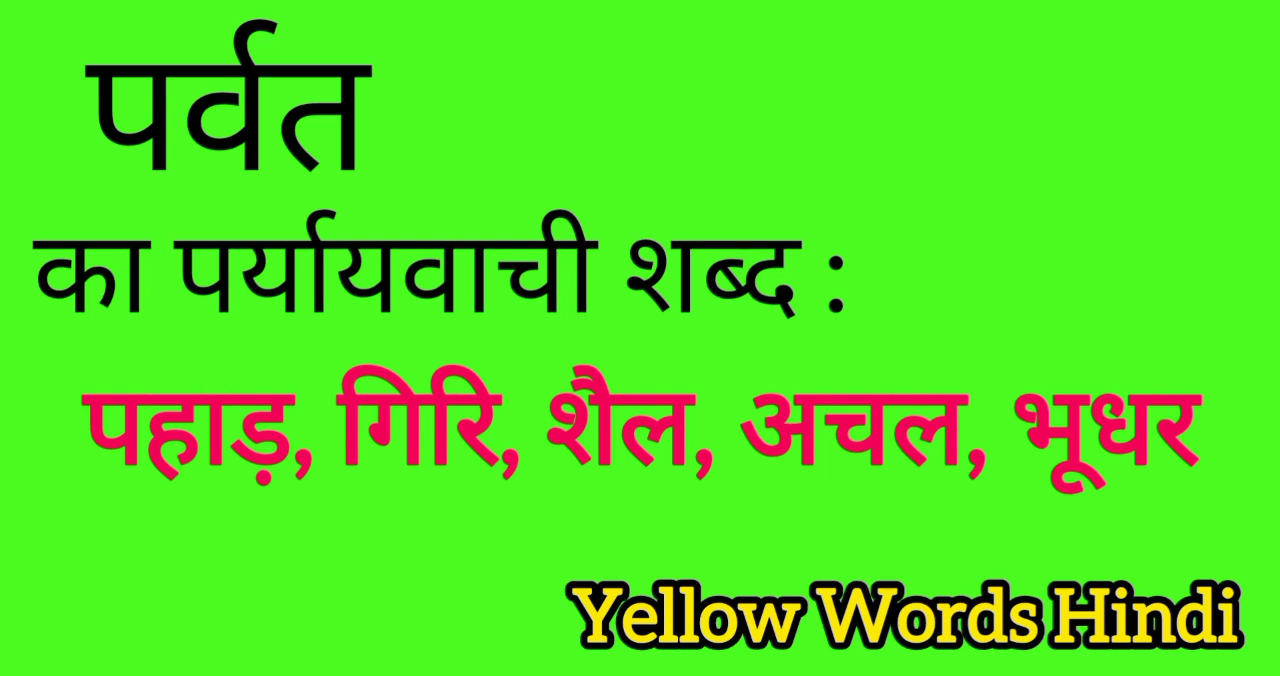 पर्वत
का पर्यायवाची शब्द :
पहाड़, गिरि, शैल, अचल, भूधर
Yellow Words Hindi